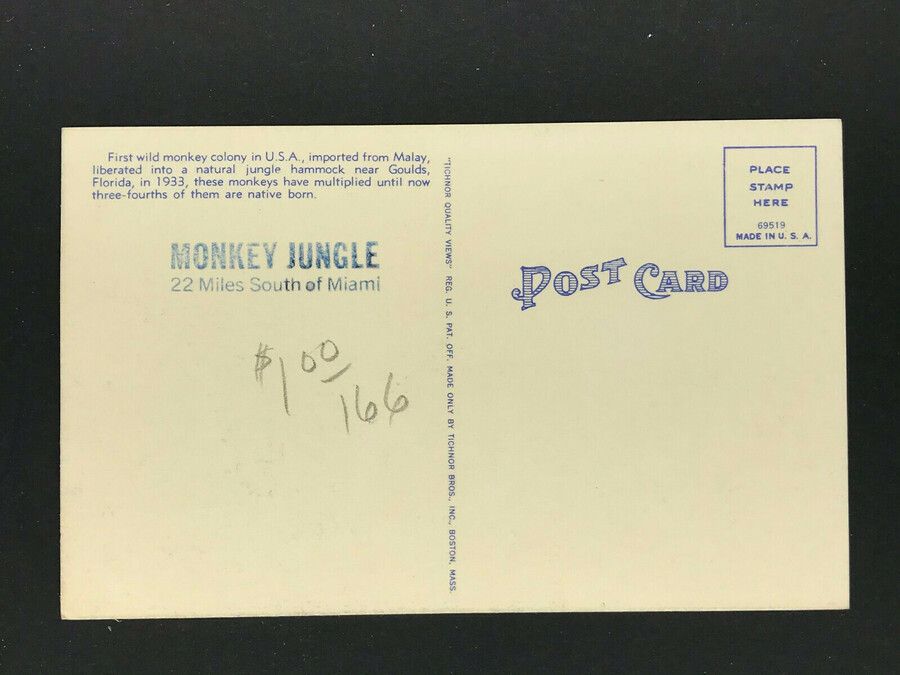 First wild monkey colony in U.S.A., imported from Malay,
liberated into a natural jungle hammock near Goulds,
Florida, in 1933, these monkeys have multiplied until now
three-fourths of them are native born.
MONKEY JUNGLE
22 Miles South of Miami
$1.00
166
"TICHNOR QUALITY VIEWS" REG. U. S. PAT. OFF. MADE ONLY BY TICHNOR BROS., INC., BOSTON, MASS.
POST CARD
PLACE
STAMP
HERE
69519
MADE IN U. S. A.